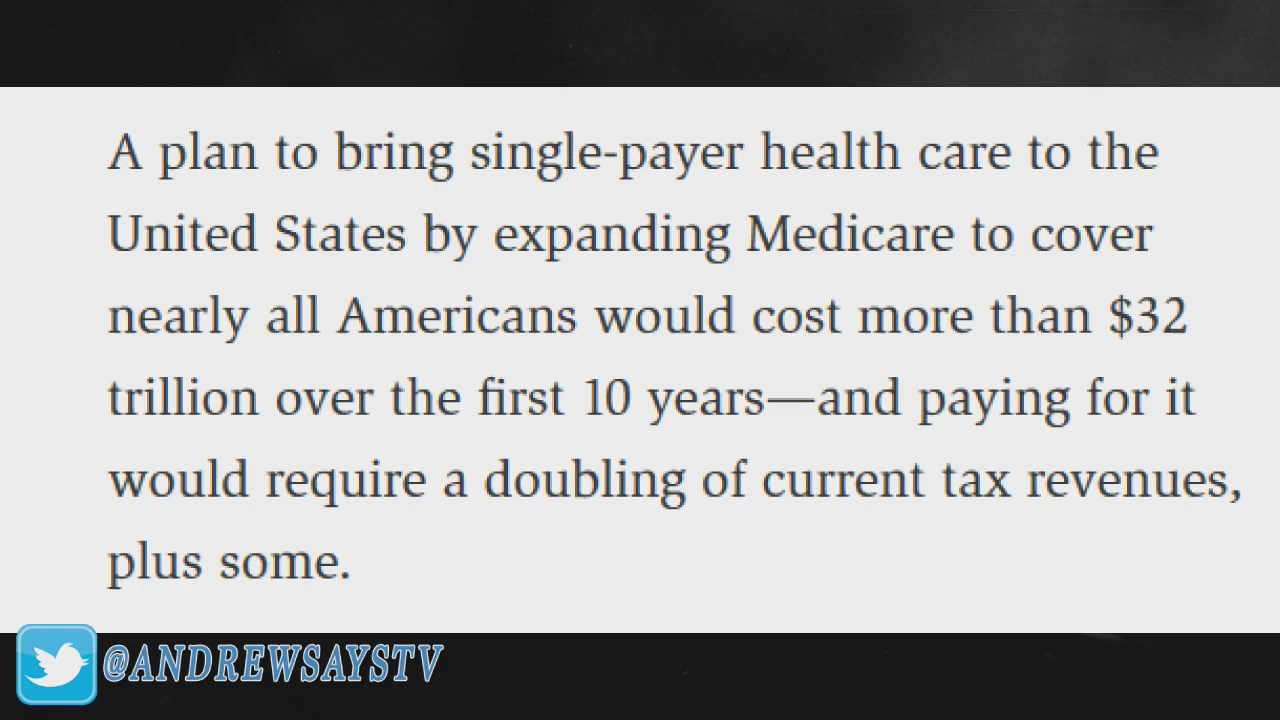 A plan to bring single-payer health care to the
United States by expanding Medicare to cover
nearly all Americans would cost more than $32
trillion over the first 10 years—and paying for it
would require a doubling of current tax revenues,
plus some.
@ANDREWSAYSTV